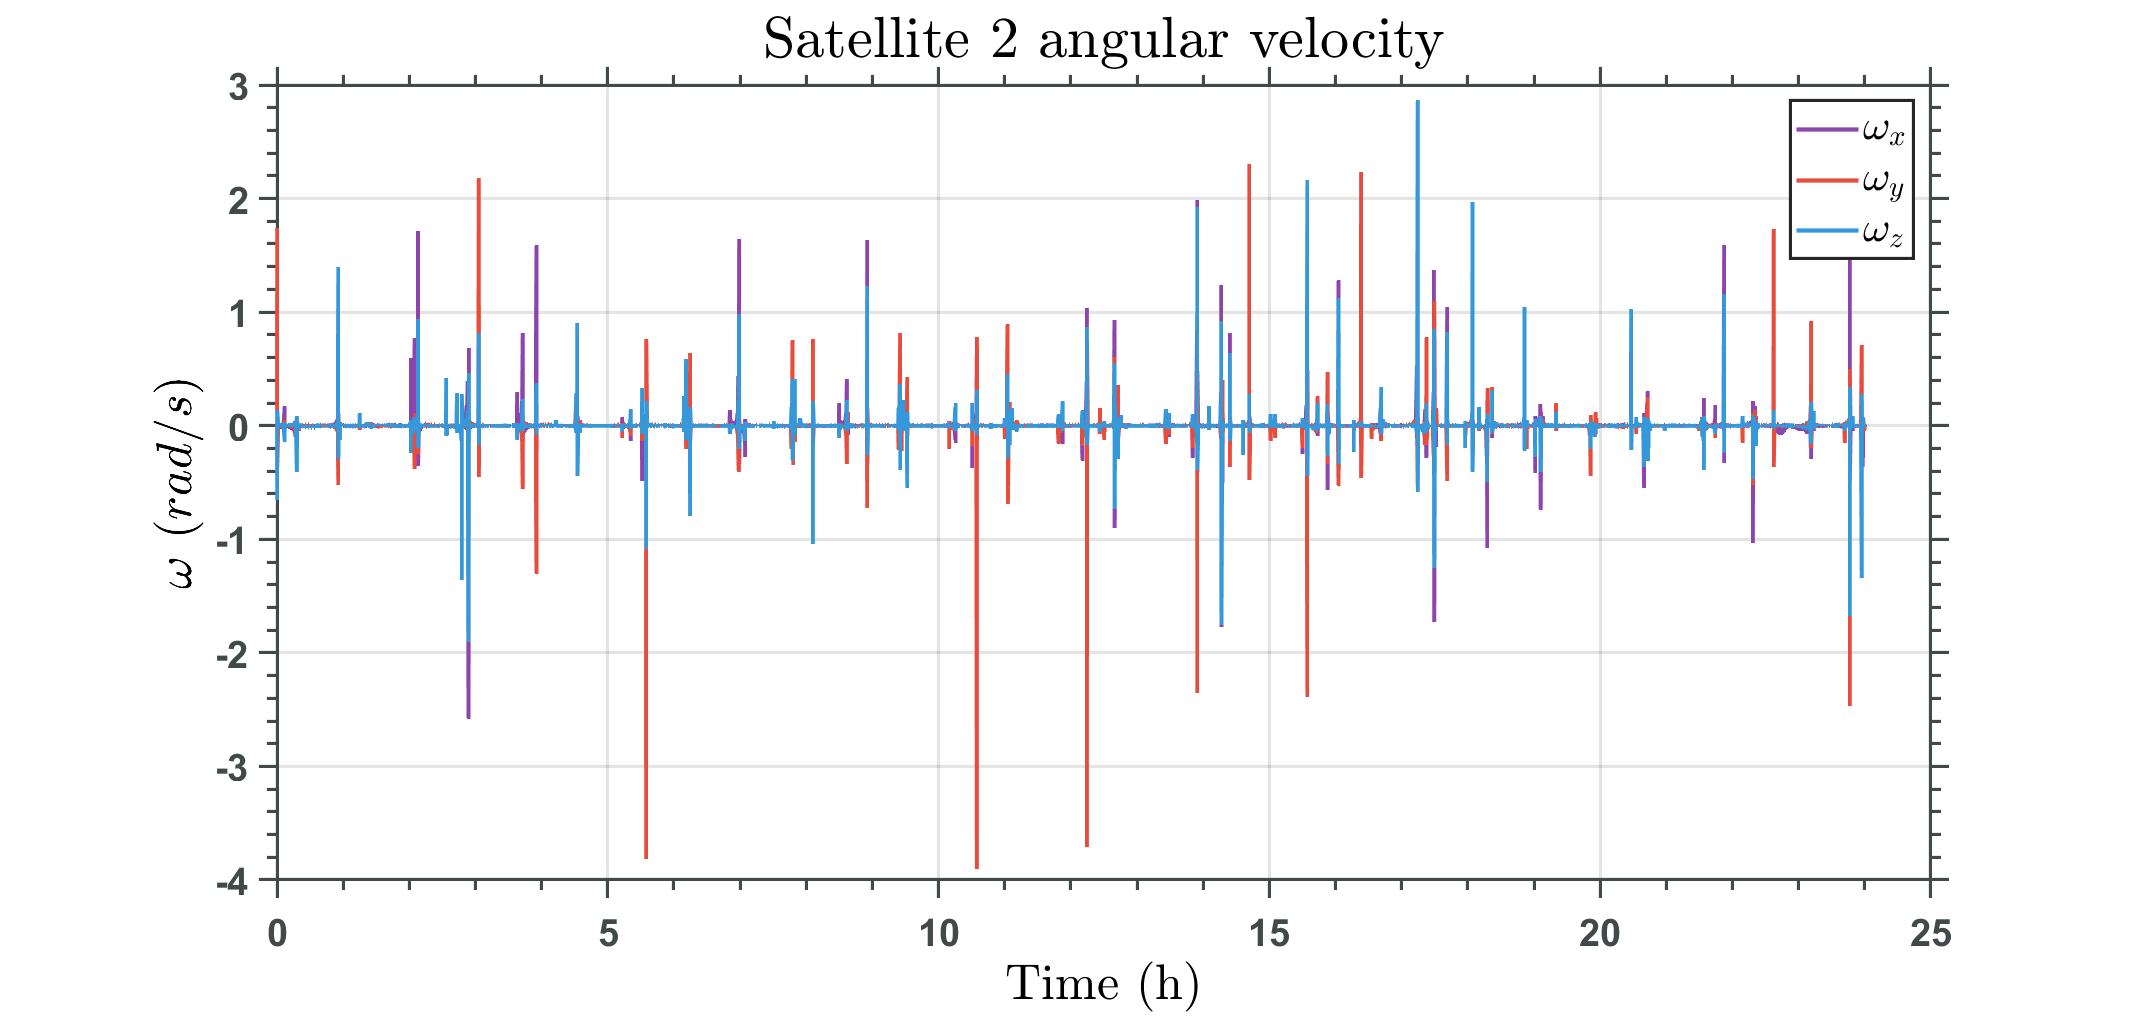 Satellite 2 angular velocity
3
2
1
0
-1
-2
-3
-4
ω (rad/s)
ωx
ωy
ωz
0 5 10 15 20 25
Time (h)